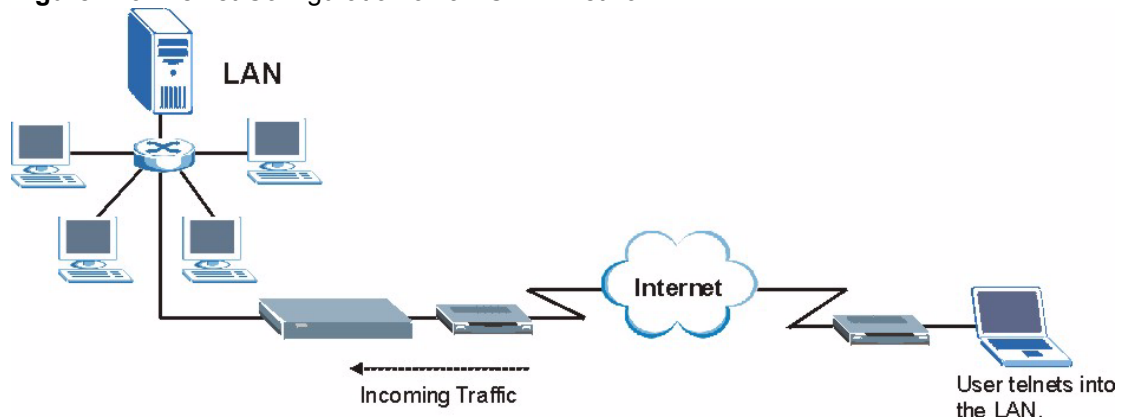 LAN
Internet
Incoming Traffic
User telnets into
the LAN.